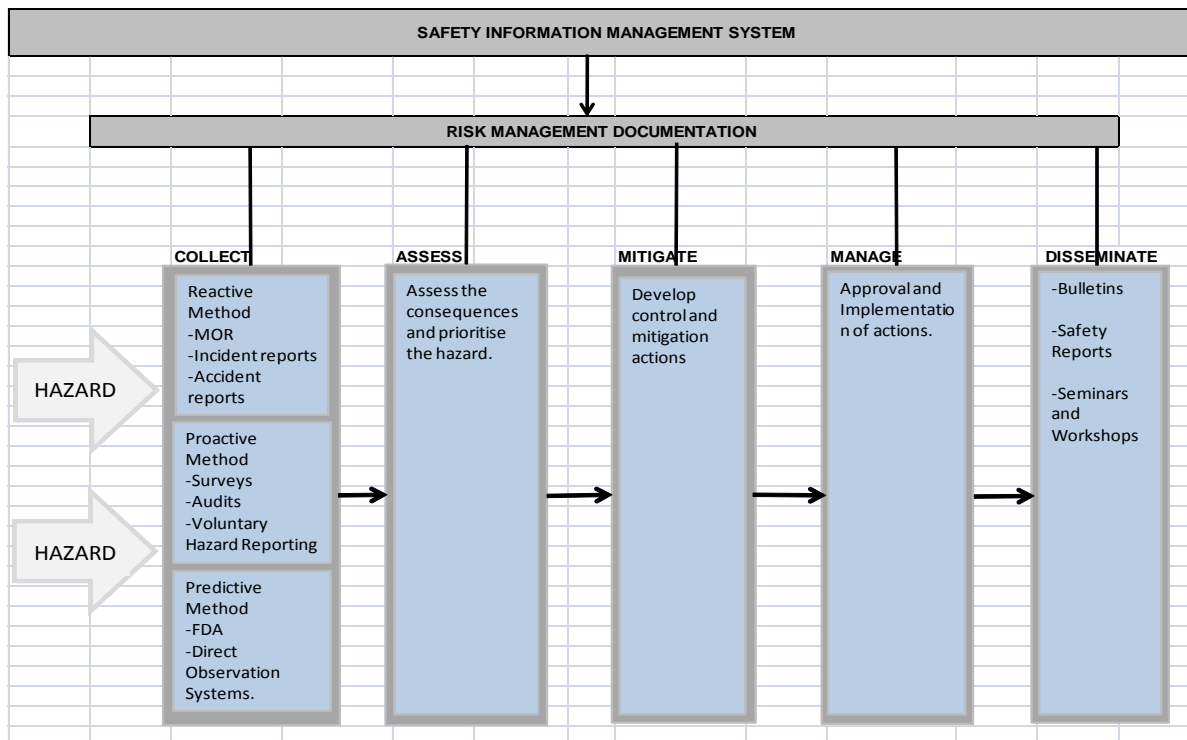 SAFETY INFORMATION MANAGEMENT SYSTEM
RISK MANAGEMENT DOCUMENTATION
COLLECT
Reactive
Method
-MOR
-Incident reports
-Accident
reports
Proactive
Method
-Surveys
-Audits
-Voluntary
Hazard Reporting
Predictive
Method
-FDA
-Direct
Observation
Systems.
HAZARD
HAZARD
ASSESS
Assess the
consequences
and prioritise
the hazard.
MITIGATE
Develop
control and
mitigation
actions
MANAGE
Approval and
Implementatio
n of actions.
DISSEMINATE
-Bulletins
-Safety
Reports
-Seminars
and
Workshops